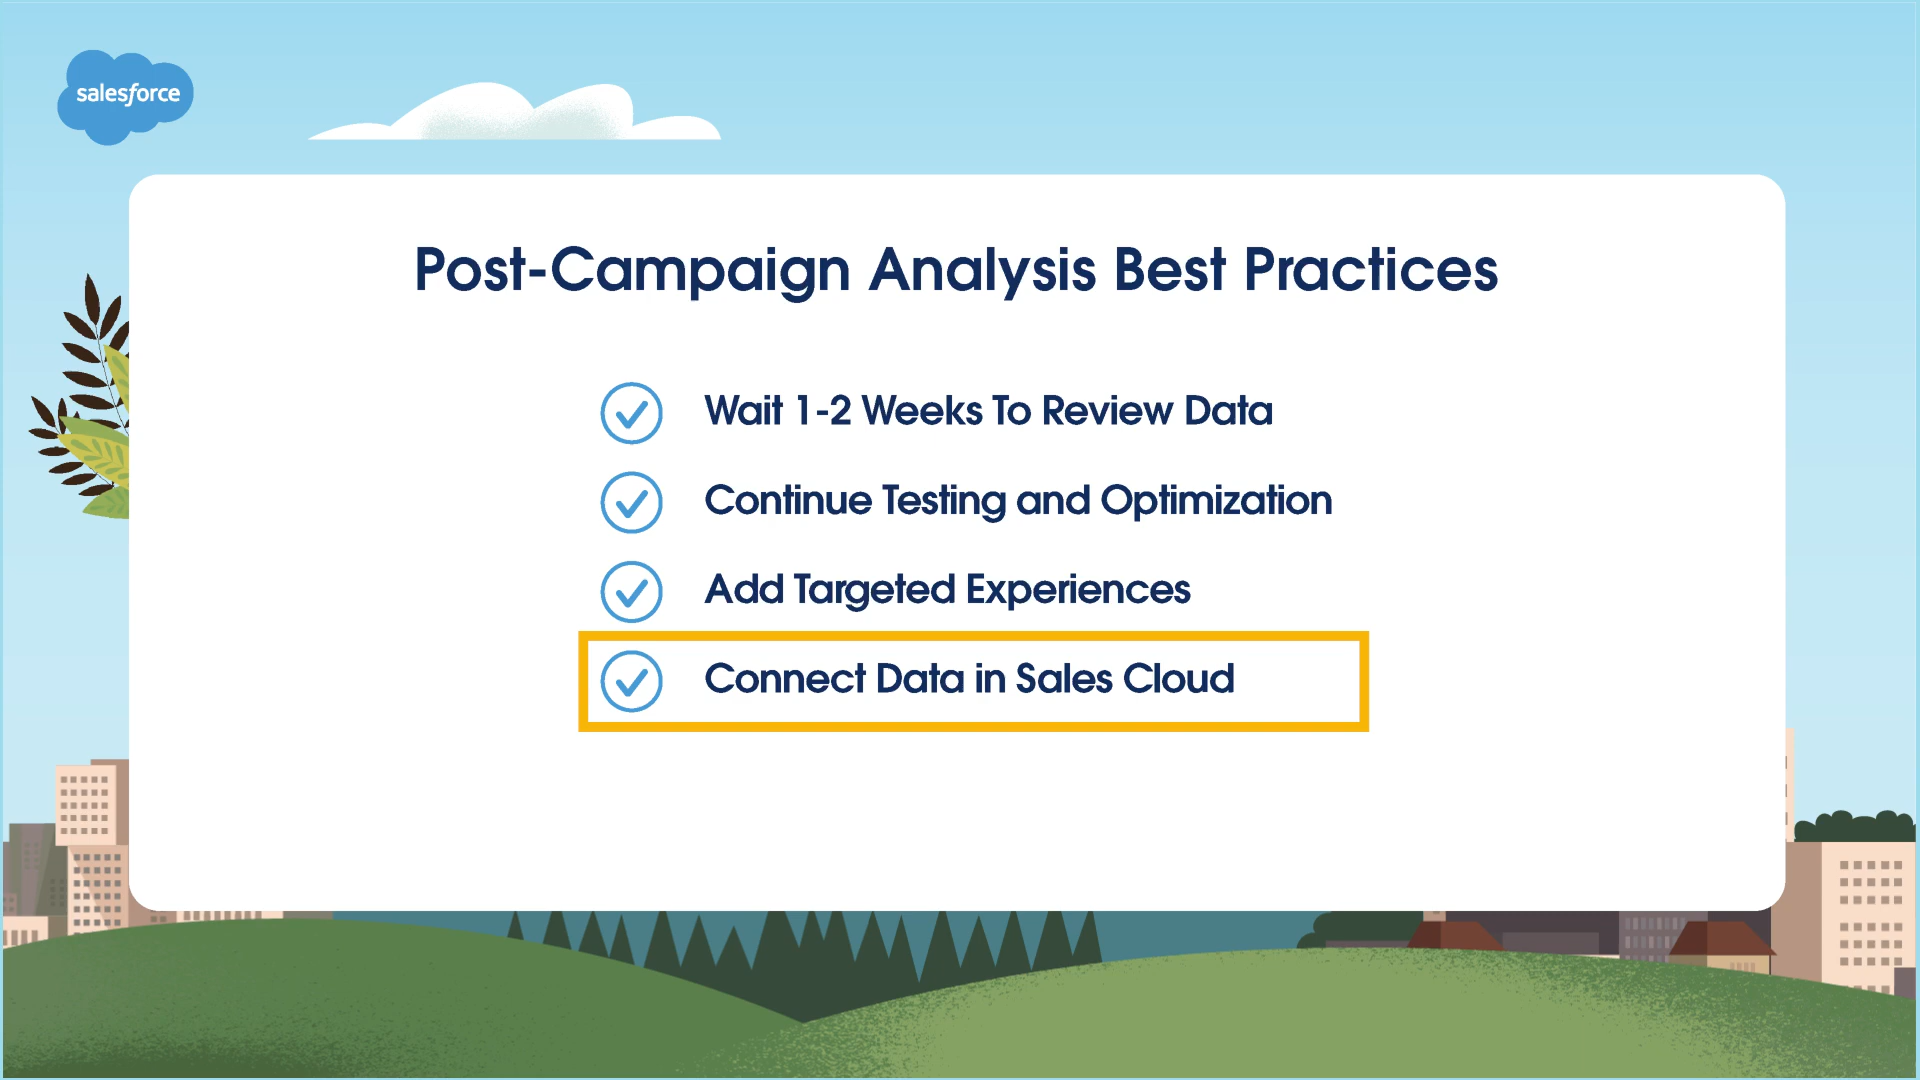 salesforce
Post-Campaign Analysis Best Practices
Wait 1-2 Weeks To Review Data
Continue Testing and Optimization
Add Targeted Experiences
Connect Data in Sales Cloud